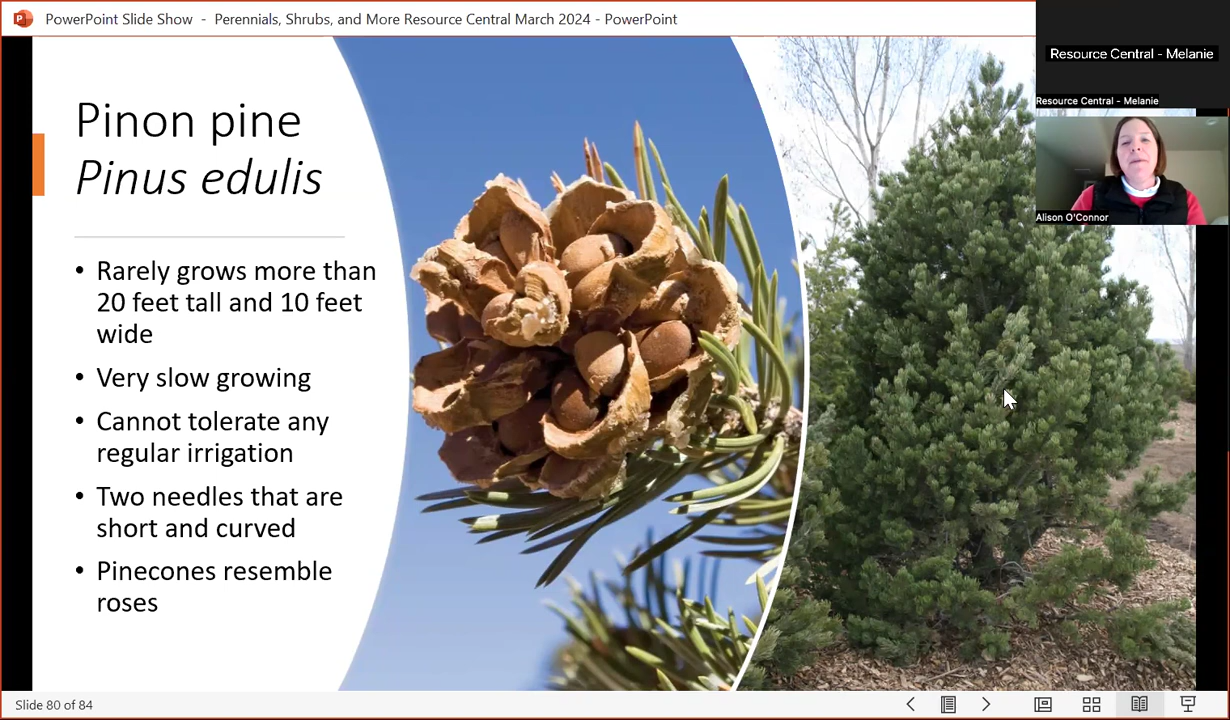 PowerPoint Slide Show - Perennials, Shrubs, and More Resource Central March 2024 - PowerPoint
Resource Central - Melanie
Resource Central - Melanie
Alison O'Connor
Pinon pine
Pinus edulis
• Rarely grows more than
20 feet tall and 10 feet
wide
• Very slow growing
• Cannot tolerate any
regular irrigation
• Two needles that are
short and curved
• Pinecones resemble
roses
Slide 80 of 84